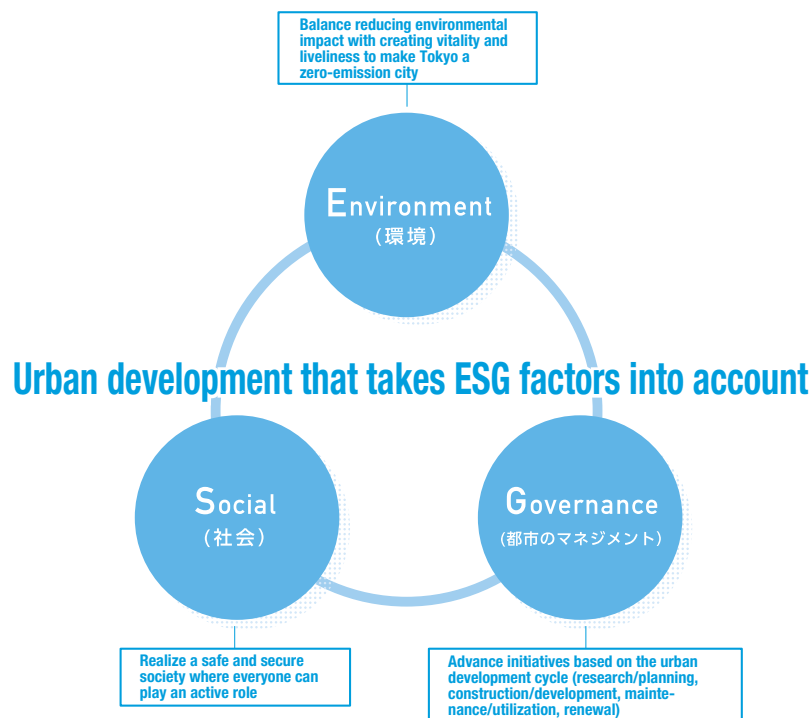 Balance reducing environmental
impact with creating vitality and
liveliness to make Tokyo a
zero-emission city
Environment
(環境)
Urban development that takes ESG factors into account
Social
(社会)
Governance
(都市のマネジメント)
Realize a safe and secure
society where everyone can
play an active role
Advance initiatives based on the urban
development cycle (research/planning,
construction/development, mainte-
nance/utilization, renewal)